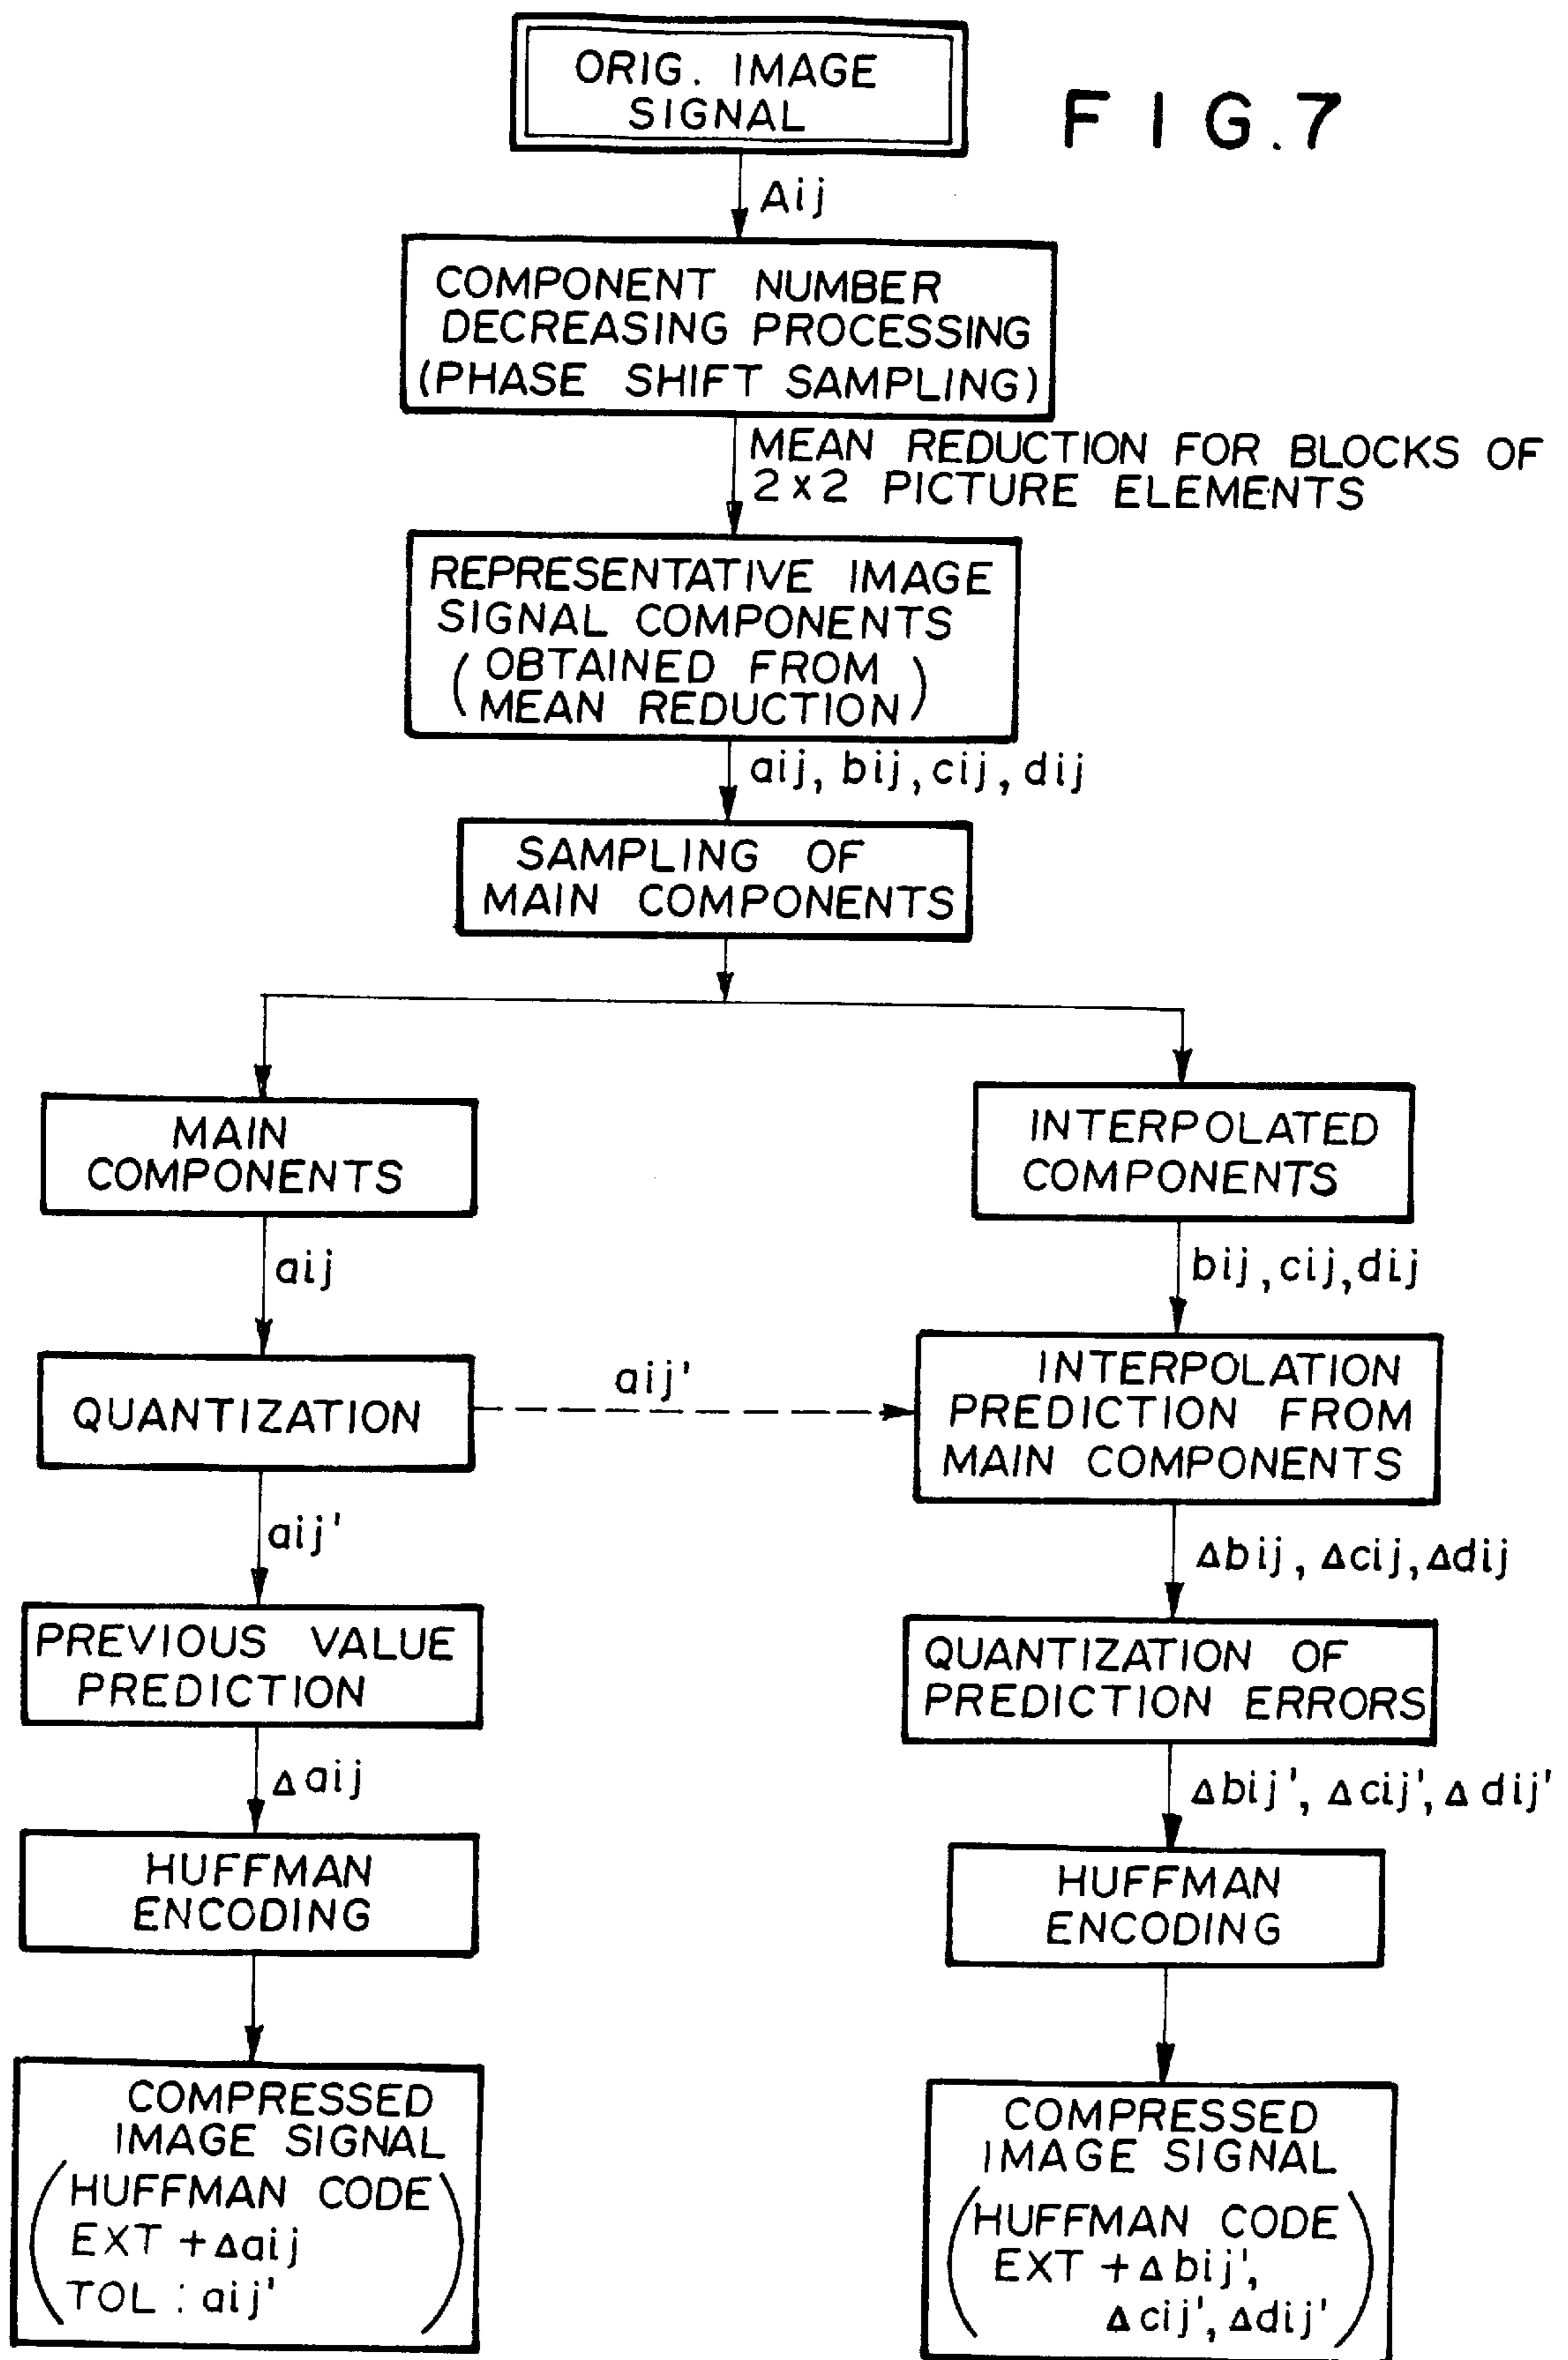 ORIG. IMAGE
SIGNAL
FIG.7
Aij
COMPONENT NUMBER
DECREASING PROCESSING
(PHASE SHIFT SAMPLING)
MEAN REDUCTION FOR BLOCKS OF
2x2 PICTURE ELEMENTS
REPRESENTATIVE IMAGE
SIGNAL COMPONENTS
(OBTAINED FROM
MEAN REDUCTION)
aij, bij, cij, dij
SAMPLING OF
MAIN COMPONENTS
MAIN
COMPONENTS
aij
QUANTIZATION
aij'
aij'
PREVIOUS VALUE
PREDICTION
Δaij
HUFFMAN
ENCODING
COMPRESSED
IMAGE SIGNAL
(HUFFMAN CODE
EXT +Δaij
TOL : aij')
INTERPOLATED
COMPONENTS
bij, cij, dij
INTERPOLATION
PREDICTION FROM
MAIN COMPONENTS
Δbij, Δcij, Δdij
QUANTIZATION OF
PREDICTION ERRORS
Δbij', Δcij', Δdij'
HUFFMAN
ENCODING
COMPRESSED
IMAGE SIGNAL
(HUFFMAN CODE
EXT +Δbij',
Δcij', Δdij')